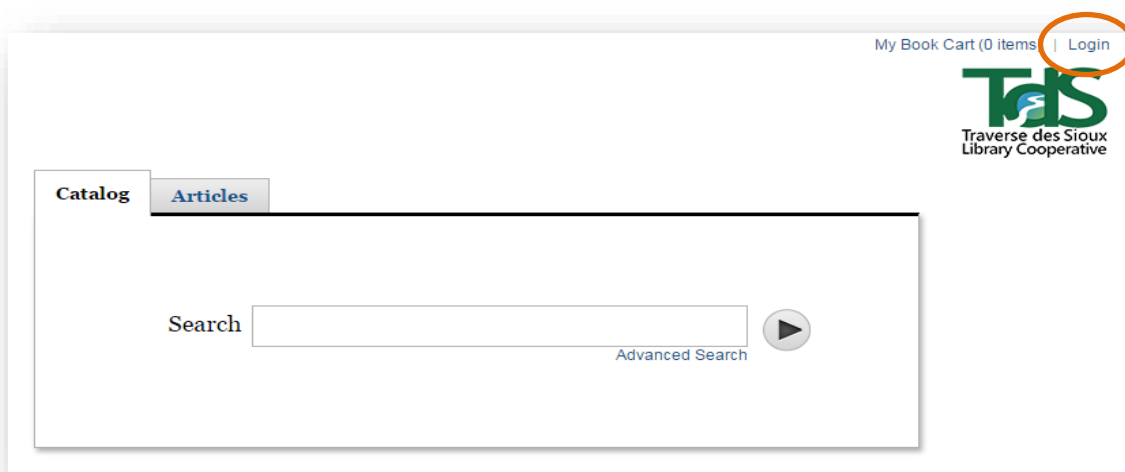 My Book Cart (0 items) | Login
TdS
Traverse des Sioux
Library Cooperative
Catalog Articles
Search
Advanced Search